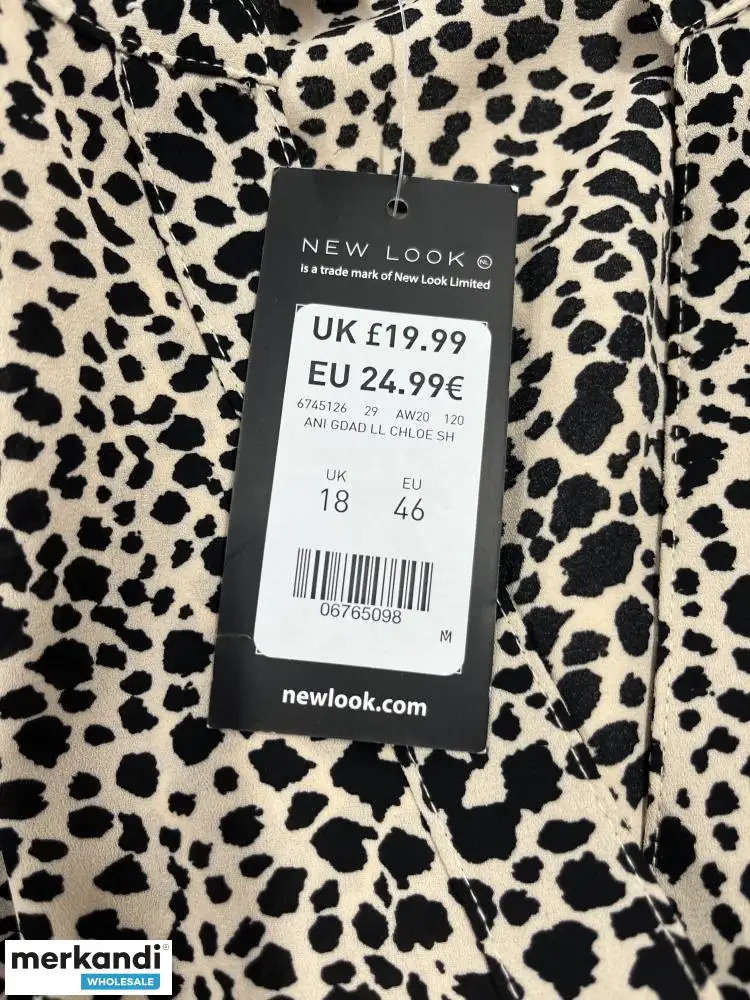 NEW LOOK NL
is a trade mark of New Look Limited
UK £19.99
EU 24.99€
6745126 29 AW20 120
ANI GDAD LL CHLOE SH
UK EU
18 46
06765098
M
newlook.com
merkandi®
WHOLESALE